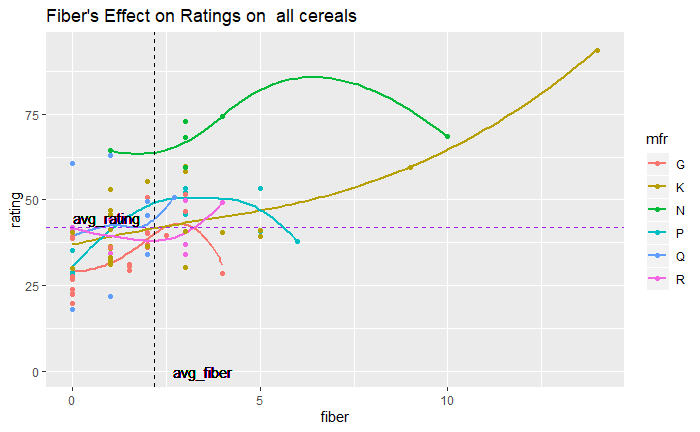 Fiber's Effect on Ratings on  all cereals
75
50
25
0
rating
avg_rating
avg_fiber
0
5
10
fiber
mfr
G
K
N
P
Q
R